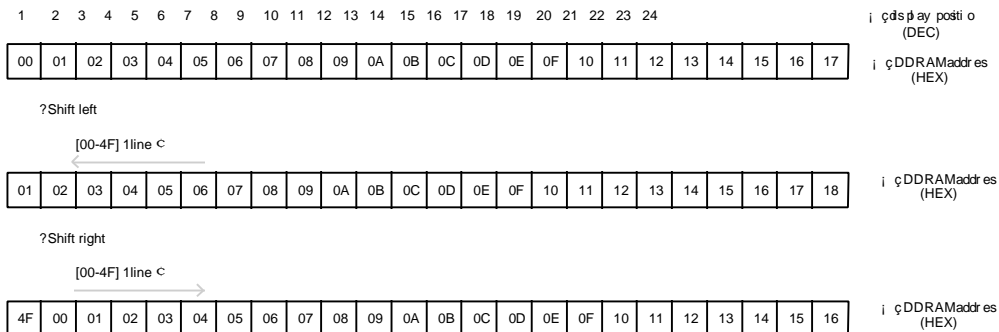 1 2 3 4 5 6 7 8 9 10 11 12 13 14 15 16 17 18 19 20 21 22 23 24 ¡ çdisplay positio
(DEC)
00 01 02 03 04 05 06 07 08 09 0A 0B 0C 0D 0E 0F 10 11 12 13 14 15 16 17 ¡ çDDRAMaddres
(HEX)
?Shift left
[00-4F] 1line C
01 02 03 04 05 06 07 08 09 0A 0B 0C 0D 0E 0F 10 11 12 13 14 15 16 17 18 ¡ çDDRAMaddres
(HEX)
?Shift right
[00-4F] 1line C
4F 00 01 02 03 04 05 06 07 08 09 0A 0B 0C 0D 0E 0F 10 11 12 13 14 15 16 ¡ çDDRAMaddres
(HEX)